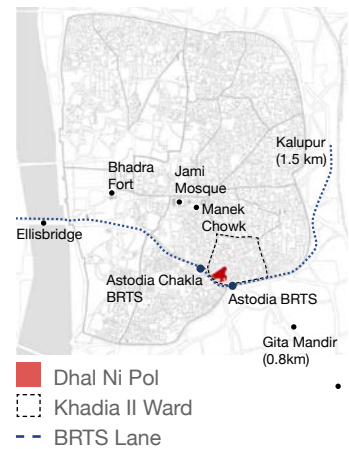 Kalupur
(1.5 km)
Bhadra
Fort
Jami
Mosque
Manek
Chowk
Ellisbridge
Astodia Chakla
BRTS
Astodia BRTS
Gita Mandir
(0.8km)
Dhal Ni Pol
Khadia II Ward
BRTS Lane